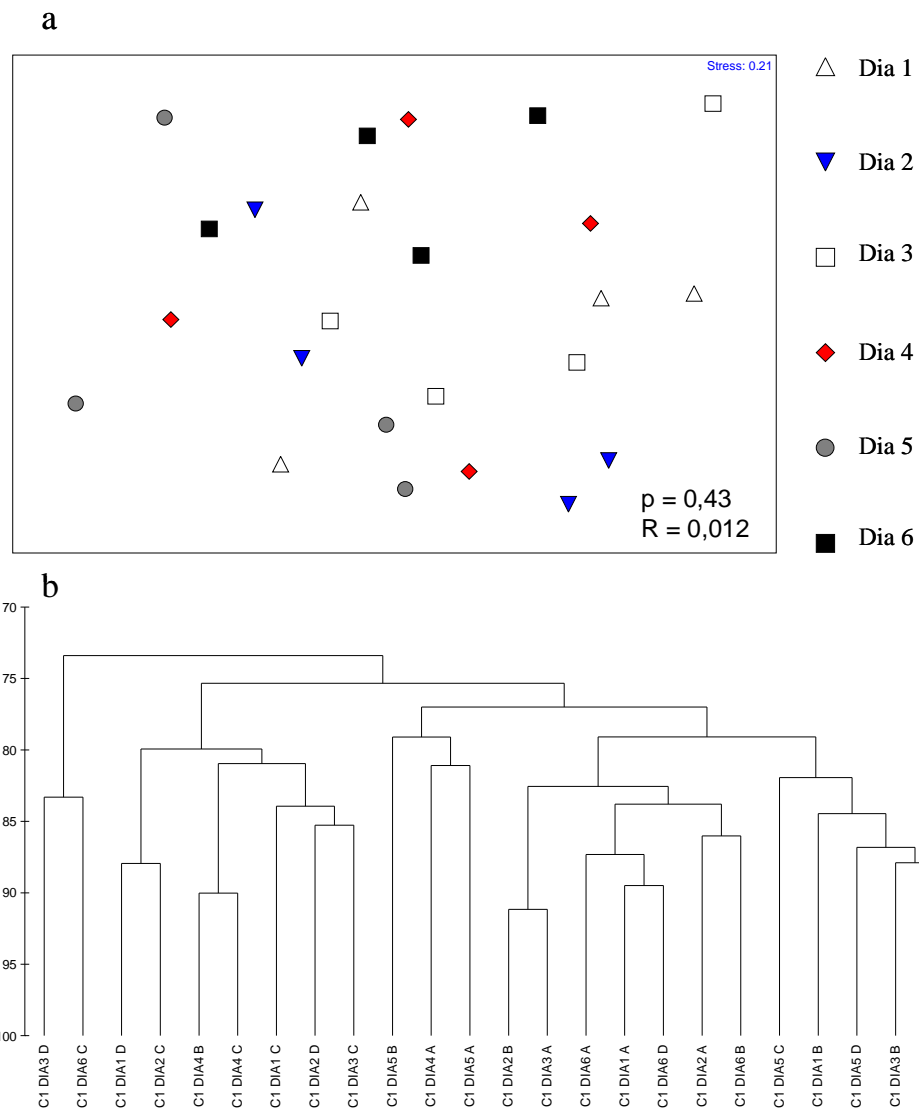 a
Stress: 0.21
Dia 1
Dia 2
Dia 3
Dia 4
Dia 5
Dia 6
p = 0,43
R = 0,012
b
70
75
80
85
90
95
100
C1 DIA3 D
C1 DIA6 C
C1 DIA1 D
C1 DIA2 C
C1 DIA4 B
C1 DIA4 C
C1 DIA1 C
C1 DIA2 D
C1 DIA3 C
C1 DIA5 B
C1 DIA4 A
C1 DIA5 A
C1 DIA2 B
C1 DIA3 A
C1 DIA6 A
C1 DIA1 A
C1 DIA6 D
C1 DIA2 A
C1 DIA6 B
C1 DIA5 C
C1 DIA1 B
C1 DIA5 D
C1 DIA3 B